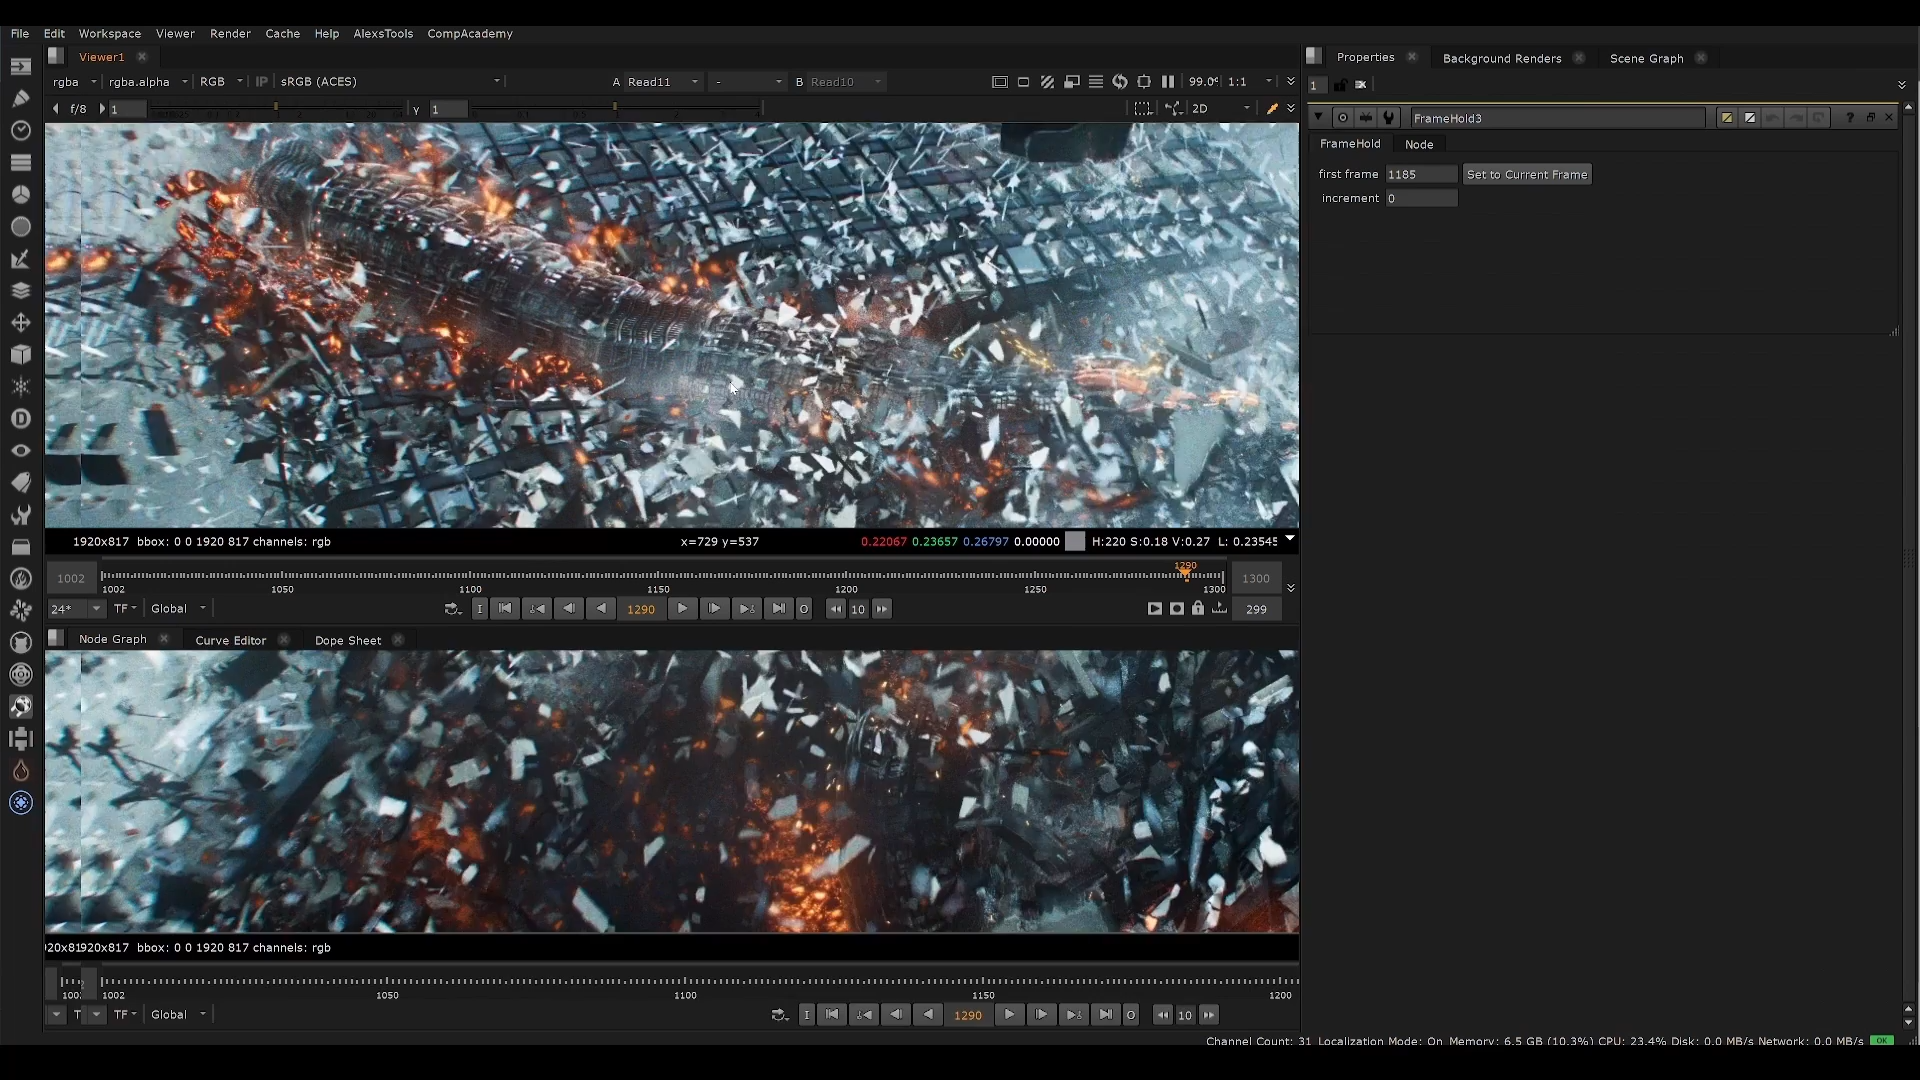 File Edit Workspace Viewer Render Cache Help AlexsTools CompAcademy
Viewer1
Properties Background Renders Scene Graph
rgba rgba.alpha RGB IP sRGB (ACES) A Read11 - B Read10 99.0% 1:1
1
f/8 1 Y 1 2D
FrameHold3
FrameHold Node
first frame 1185 Set to Current Frame
increment 0
1920x817 bbox: 0 0 1920 817 channels: rgb x=729 y=537 0.22067 0.23657 0.26797 0.00000 H:220 S:0.18 V:0.27 L: 0.23545
1290
1002 1300
1002 1050 1100 1150 1200 1250 1300
24* TF Global I 1290 O 10 299
Node Graph Curve Editor Dope Sheet
20x81920x817 bbox: 0 0 1920 817 channels: rgb
1002 1050 1100 1150 1200
T TF Global I 1290 O 10
Channel Count: 31 Localization Mode: On Memory: 6.5 GB (10.3%) CPU: 23.4% Disk: 0.0 MB/s Network: 0.0 MB/s OK